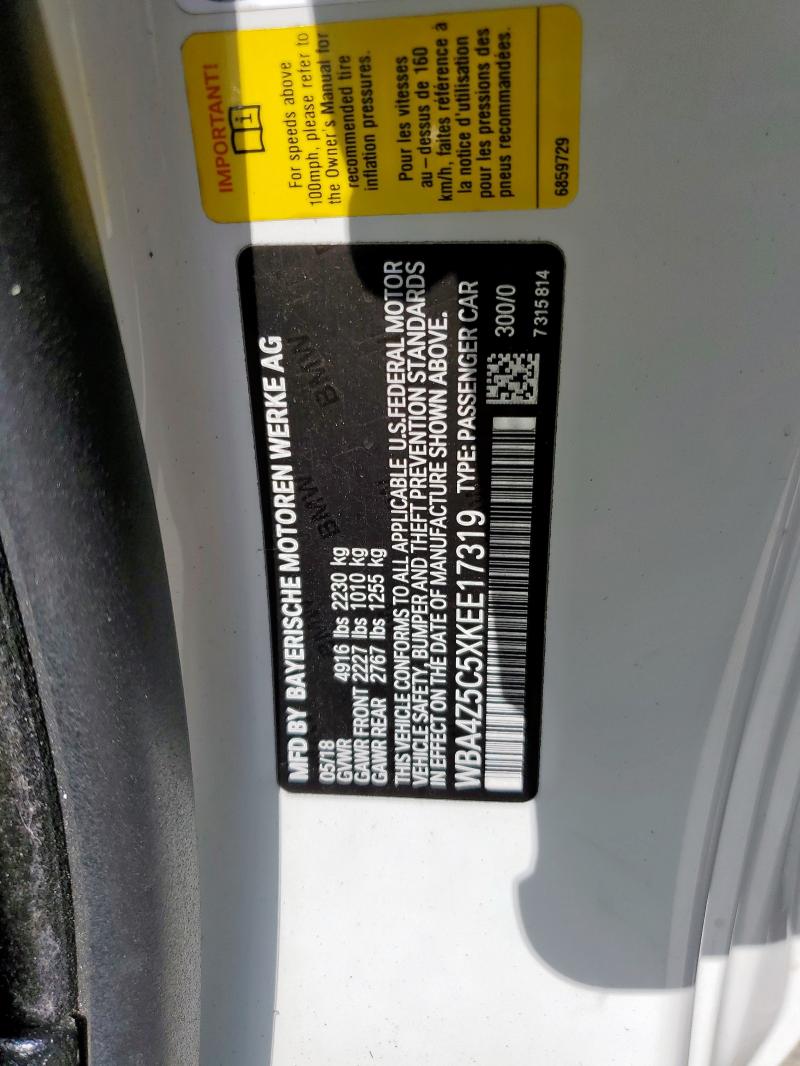 MFD BY BAYERISCHE MOTOREN WERKE AG
05/18
GVWR 4916 lbs 2230 kg
GAWR FRONT 2227 lbs 1010 kg
GAWR REAR 2767 lbs 1255 kg
THIS VEHICLE CONFORMS TO ALL APPLICABLE U.S.FEDERAL MOTOR
VEHICLE SAFETY, BUMPER AND THEFT PREVENTION STANDARDS
IN EFFECT ON THE DATE OF MANUFACTURE SHOWN ABOVE.
WBA4Z5C5XKEE17319 TYPE: PASSENGER CAR
300/0
7 315 814
BMW
BMW
IMPORTANT!
For speeds above
100mph, please refer to
the Owner's Manual for
recommended tire
inflation pressures.
Pour les vitesses
au-dessus de 160
km/h, faites référence à
la notice d'utilisation
pour les pressions des
pneus recommandées.
6859729